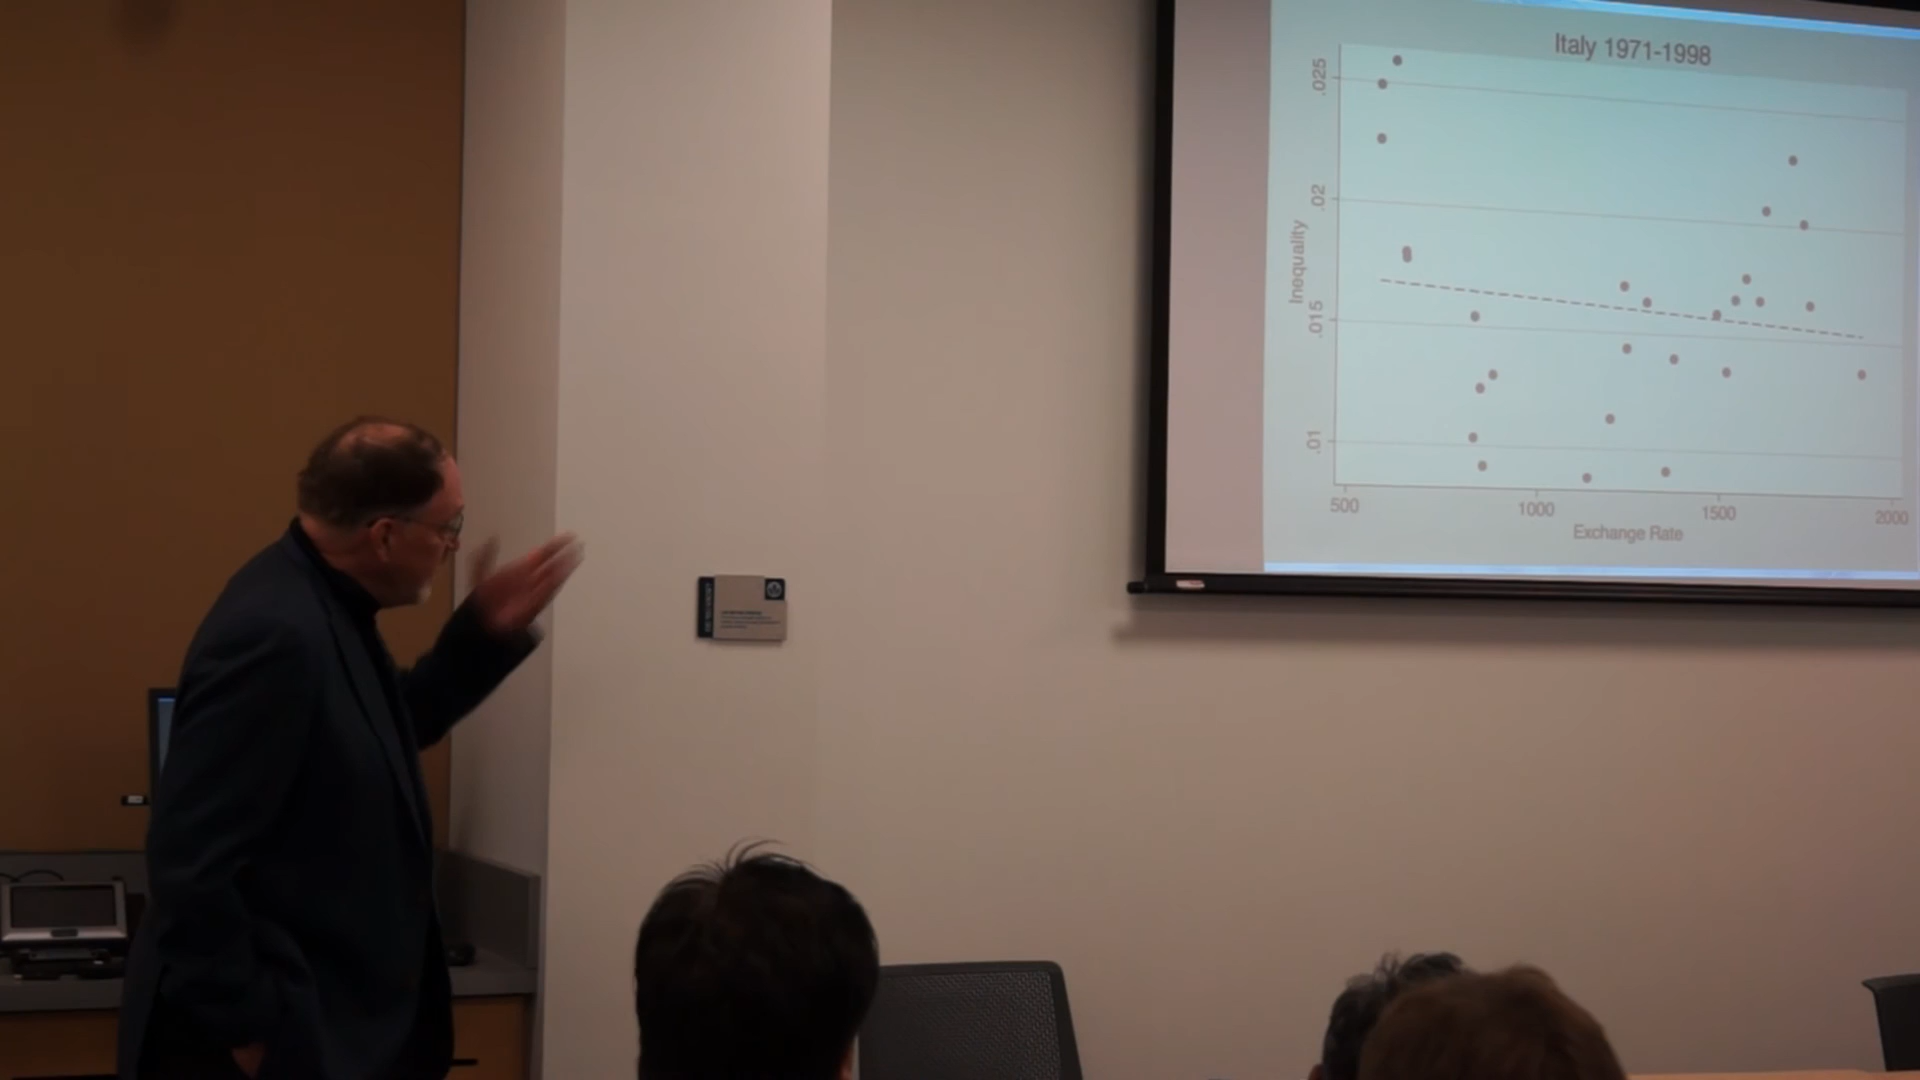 Italy 1971-1998
.025
.02
.015
.01
Inequality
500 1000 1500 2000
Exchange Rate